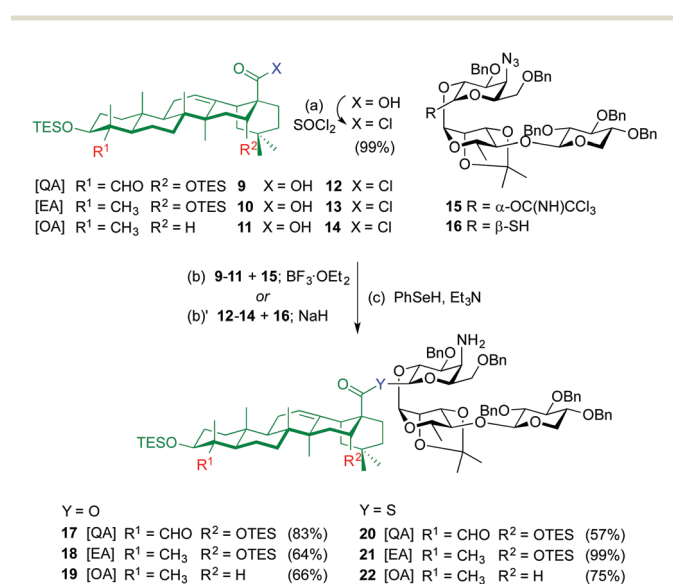 O X
(a) X = OH
SOCl2 X = Cl
(99%)
TESO R1 R2
N3
BnO OBn
O O
R
O O BnO OBn OBn
O O O O
O
[QA] R1 = CHO R2 = OTES 9 X = OH 12 X = Cl
[EA] R1 = CH3 R2 = OTES 10 X = OH 13 X = Cl
[OA] R1 = CH3 R2 = H 11 X = OH 14 X = Cl
15 R = α-OC(NH)CCl3
16 R = β-SH
(b) 9-11 + 15; BF3·OEt2
or
(b)' 12-14 + 16; NaH
(c) PhSeH, Et3N
NH2
BnO OBn
O Y O O
O O BnO OBn OBn
O O O O
O
TESO R1 R2
Y = O
17 [QA] R1 = CHO R2 = OTES (83%)
18 [EA] R1 = CH3 R2 = OTES (64%)
19 [OA] R1 = CH3 R2 = H (66%)
Y = S
20 [QA] R1 = CHO R2 = OTES (57%)
21 [EA] R1 = CH3 R2 = OTES (99%)
22 [OA] R1 = CH3 R2 = H (75%)